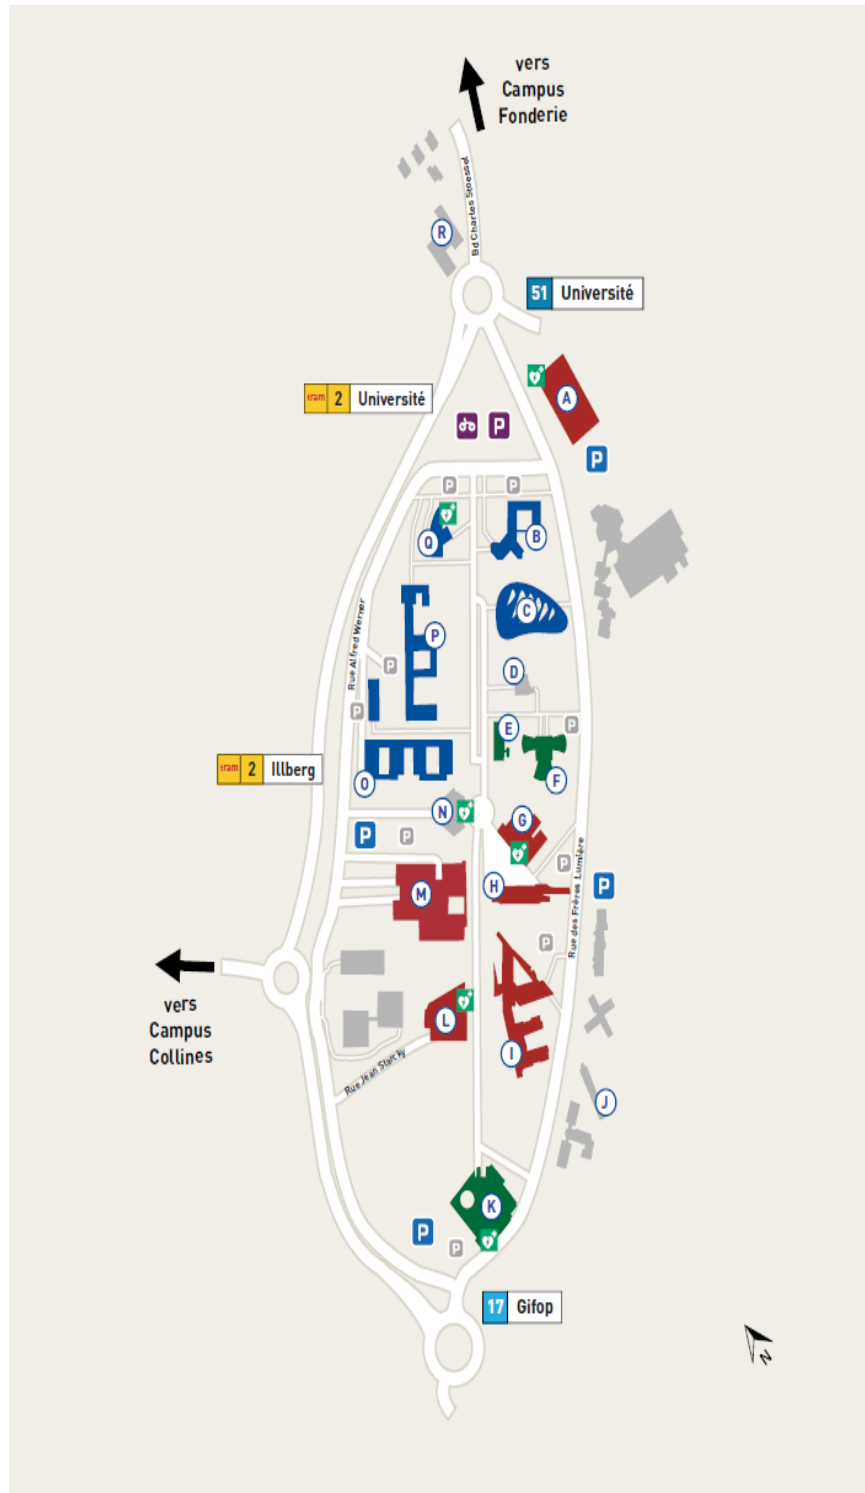 vers
Campus
Fonderie
Bd Charles Stoessel
R
51 Université
A
tram 2 Université
P
P
P
P
Q
B
C
Rue Alfred Werner
P
P
D
P
E
P
F
tram 2 Illberg
O
N
G
P
P
P
M
H
P
Rue des Frères Lumière
P
vers
Campus
Collines
L
I
Rue Jean Starcky
J
K
P
P
17 Gifop
N